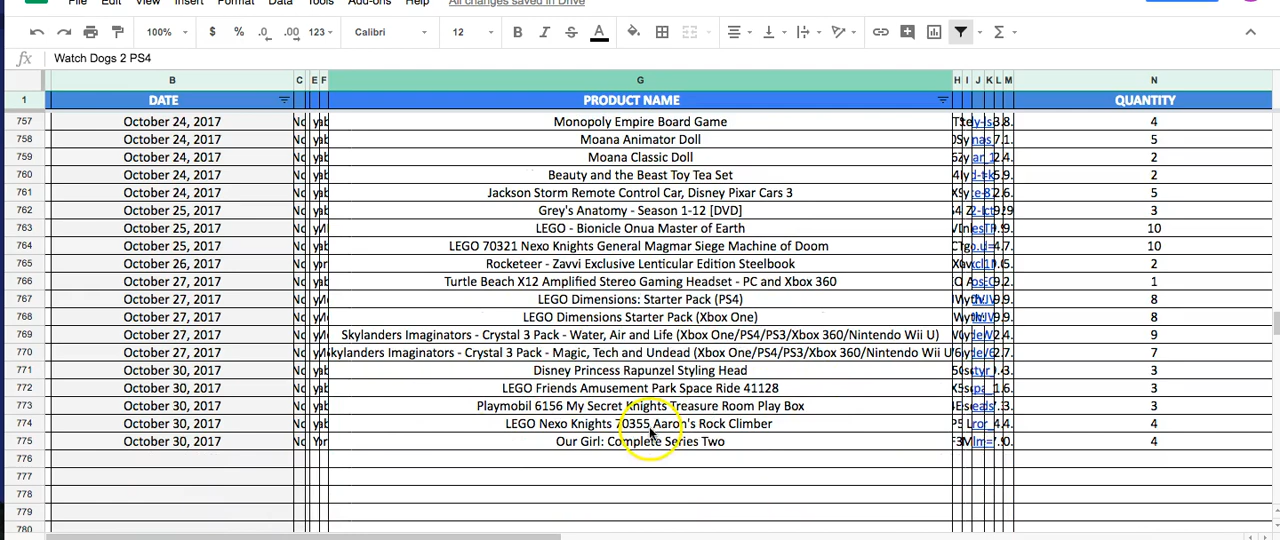 File Edit View Insert Format Data Tools Add-ons Help All changes saved in Drive
100% $ % .0 .00 123 Calibri 12 B I S A
fx Watch Dogs 2 PS4
B C E F G H I J K L M N
1 DATE PRODUCT NAME QUANTITY
757 October 24, 2017 Monopoly Empire Board Game 4
758 October 24, 2017 Moana Animator Doll 5
759 October 24, 2017 Moana Classic Doll 2
760 October 24, 2017 Beauty and the Beast Toy Tea Set 2
761 October 24, 2017 Jackson Storm Remote Control Car, Disney Pixar Cars 3 5
762 October 25, 2017 Grey's Anatomy - Season 1-12 [DVD] 3
763 October 25, 2017 LEGO - Bionicle Onua Master of Earth 10
764 October 25, 2017 LEGO 70321 Nexo Knights General Magmar Siege Machine of Doom 10
765 October 26, 2017 Rocketeer - Zavvi Exclusive Lenticular Edition Steelbook 2
766 October 27, 2017 Turtle Beach X12 Amplified Stereo Gaming Headset - PC and Xbox 360 1
767 October 27, 2017 LEGO Dimensions: Starter Pack (PS4) 8
768 October 27, 2017 LEGO Dimensions Starter Pack (Xbox One) 8
769 October 27, 2017 Skylanders Imaginators - Crystal 3 Pack - Water, Air and Life (Xbox One/PS4/PS3/Xbox 360/Nintendo Wii U) 9
770 October 27, 2017 kylanders Imaginators - Crystal 3 Pack - Magic, Tech and Undead (Xbox One/PS4/PS3/Xbox 360/Nintendo Wii U 7
771 October 30, 2017 Disney Princess Rapunzel Styling Head 3
772 October 30, 2017 LEGO Friends Amusement Park Space Ride 41128 3
773 October 30, 2017 Playmobil 6156 My Secret Knights Treasure Room Play Box 3
774 October 30, 2017 LEGO Nexo Knights 70355 Aaron's Rock Climber 4
775 October 30, 2017 Our Girl: Complete Series Two 4
776
777
778
779
780